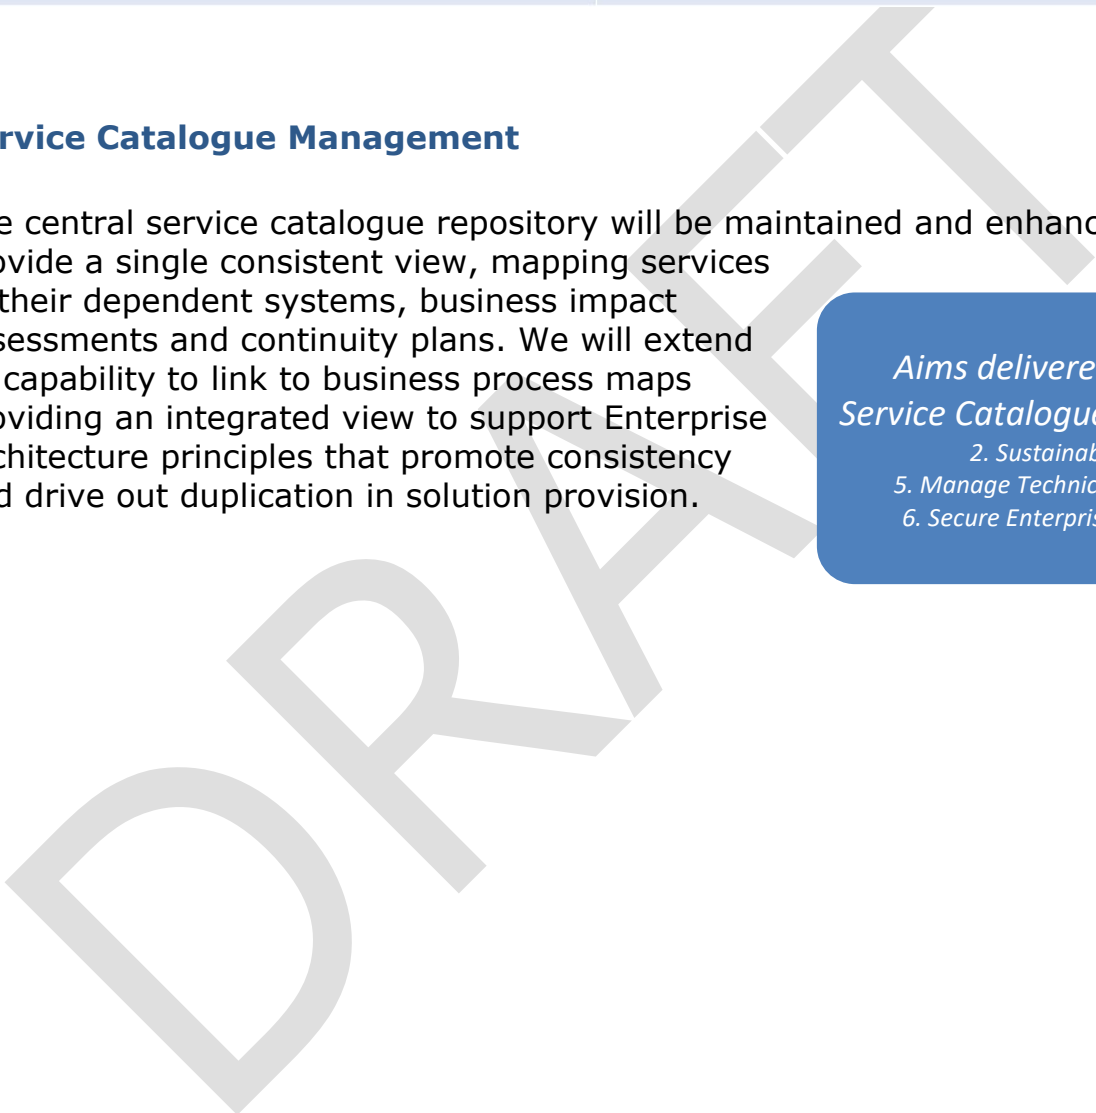 rvice Catalogue Management
e central service catalogue repository will be maintained and enhanc
ovide a single consistent view, mapping services
their dependent systems, business impact
sessments and continuity plans. We will extend
capability to link to business process maps
oviding an integrated view to support Enterprise
chitecture principles that promote consistency
d drive out duplication in solution provision.
Aims delivere
Service Catalogue
2. Sustainab
5. Manage Technic
6. Secure Enterpris
DRAFT